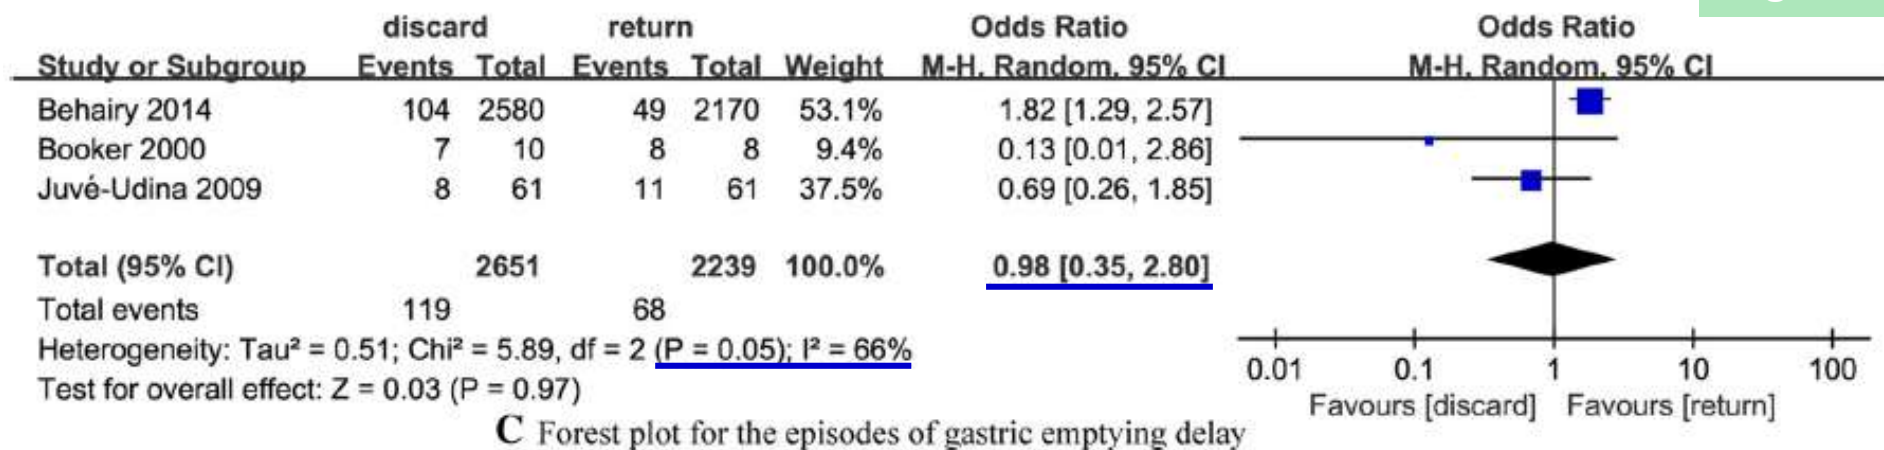 discard return Odds Ratio Odds Ratio
Study or Subgroup Events Total Events Total Weight M-H, Random, 95% CI M-H, Random, 95% CI
Behairy 2014 104 2580 49 2170 53.1% 1.82 [1.29, 2.57]
Booker 2000 7 10 8 8 9.4% 0.13 [0.01, 2.86]
Juvé-Udina 2009 8 61 11 61 37.5% 0.69 [0.26, 1.85]
Total (95% CI) 2651 2239 100.0% 0.98 [0.35, 2.80]
Total events 119 68
Heterogeneity: Tau² = 0.51; Chi² = 5.89, df = 2 (P = 0.05); I² = 66%
Test for overall effect: Z = 0.03 (P = 0.97)
0.01 0.1 1 10 100
Favours [discard] Favours [return]
C Forest plot for the episodes of gastric emptying delay